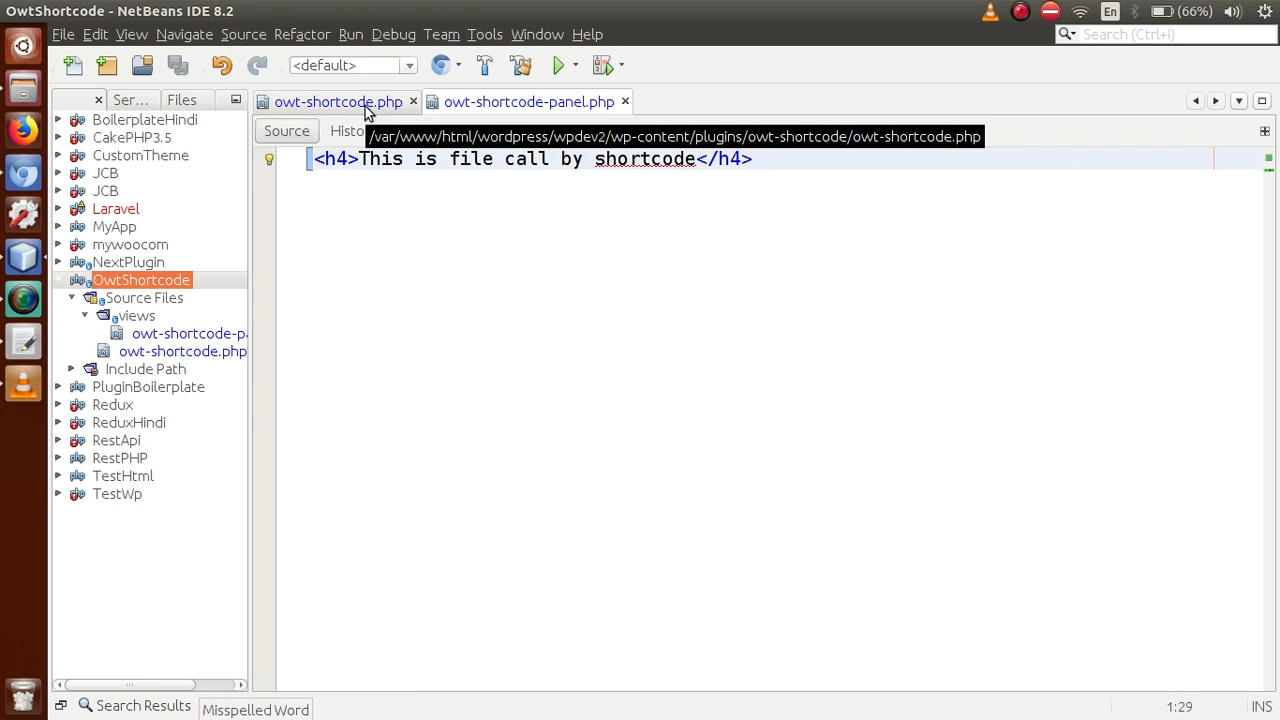 OwtShortcode - NetBeans IDE 8.2
En
(66%)
File Edit View Navigate Source Refactor Run Debug Team Tools Window Help
Search (Ctrl+I)
<default>
Ser...
Files
owt-shortcode.php
owt-shortcode-panel.php
Source
Histo
/var/www/html/wordpress/wpdev2/wp-content/plugins/owt-shortcode/owt-shortcode.php
<h4>This is file call by shortcode</h4>
BoilerplateHindi
CakePHP3.5
CustomTheme
JCB
JCB
Laravel
MyApp
mywoocom
NextPlugin
OwtShortcode
Source Files
views
owt-shortcode-pa
owt-shortcode.php
Include Path
PluginBoilerplate
Redux
ReduxHindi
RestApi
RestPHP
TestHtml
TestWp
Search Results
Misspelled Word
1:29
INS